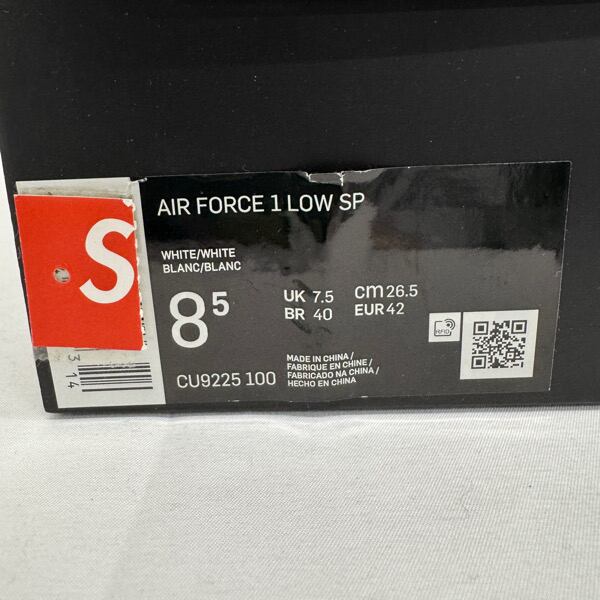 AIR FORCE 1 LOW SP
WHITE/WHITE
BLANC/BLANC
8⁵
UK 7.5
BR 40
cm 26.5
EUR 42
CU9225 100
MADE IN CHINA /
FABRIQUE EN CHINE /
FABRICADO NA CHINA /
HECHO EN CHINA
RFID
S
3 14